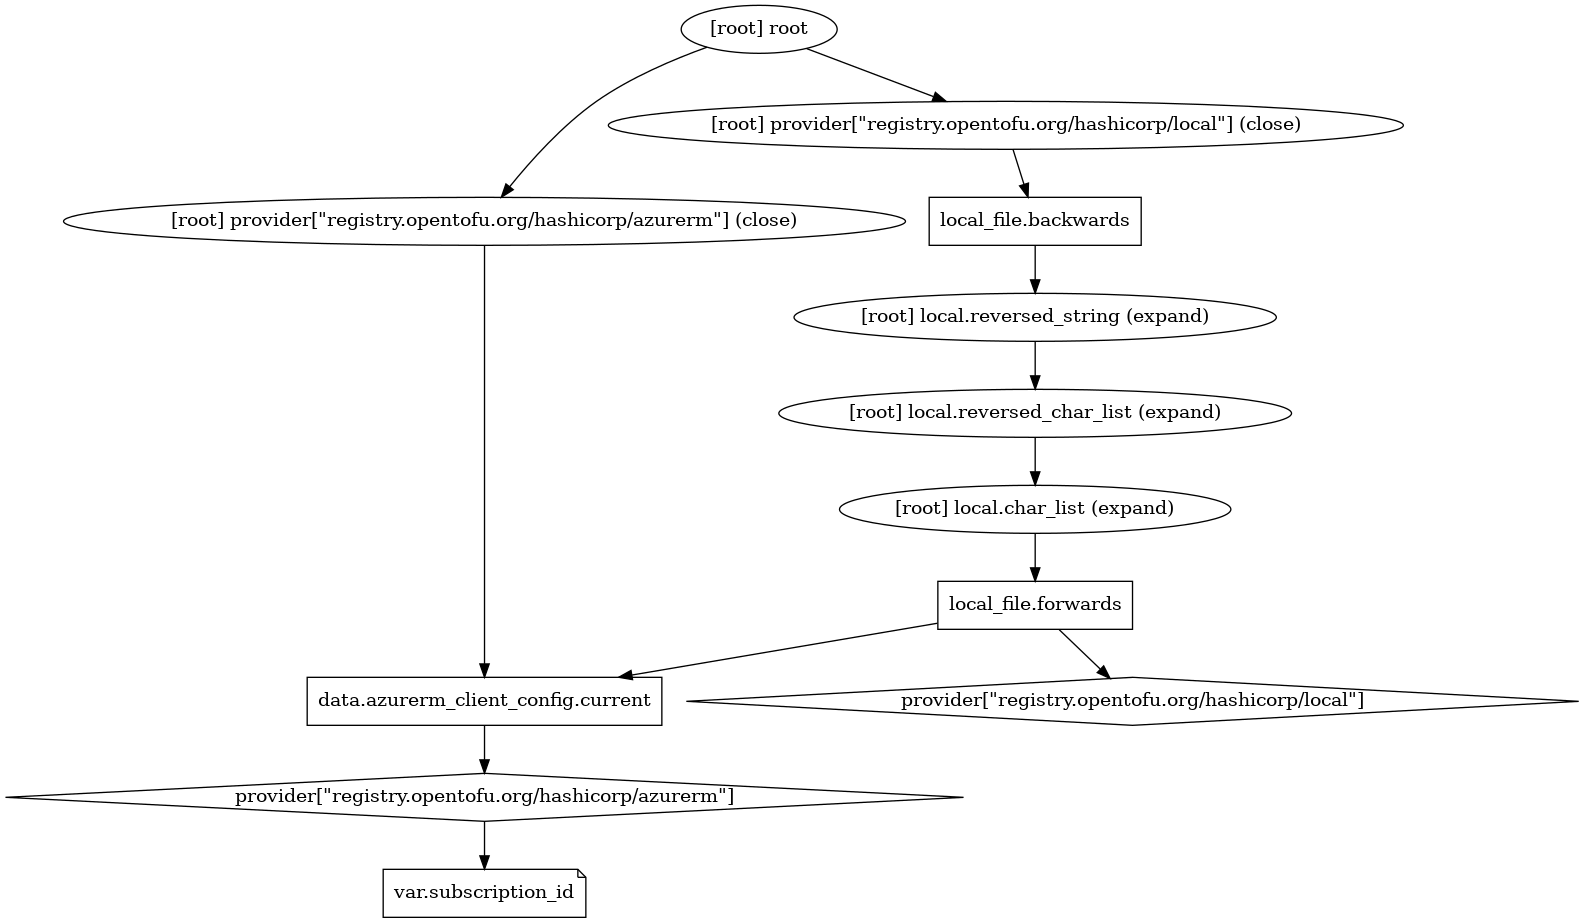 [root] root
[root] provider[\"registry.opentofu.org/hashicorp/local\"] (close)
[root] provider[\"registry.opentofu.org/hashicorp/azurerm\"] (close)
local_file.backwards
[root] local.reversed_string (expand)
[root] local.reversed_char_list (expand)
[root] local.char_list (expand)
local_file.forwards
data.azurerm_client_config.current
provider[\"registry.opentofu.org/hashicorp/local\"]
provider[\"registry.opentofu.org/hashicorp/azurerm\"]
var.subscription_id